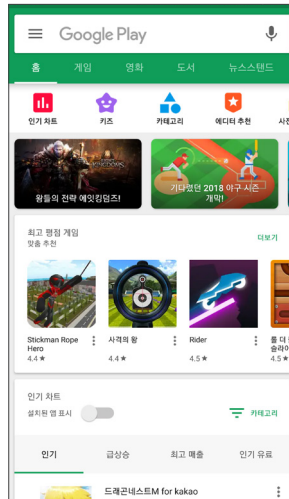 Google Play
홈 게임 영화 도서 뉴스스탠드
인기 차트 키즈 카테고리 에디터 추천
KINGDOMS
왕들의 전략 에잇킹덤즈!
기다렸던 2018 야구 시즌
개막!
최고 평점 게임
맞춤 추천
더보기
Stickman Rope
Hero
4.4★
사격의 왕
4.4★
Rider
4.5★
롤 더
슬라이
4.5★
인기 차트
설치된 앱 표시
카테고리
인기 급상승 최고 매출 인기 유료
드래곤네스트M for kakao